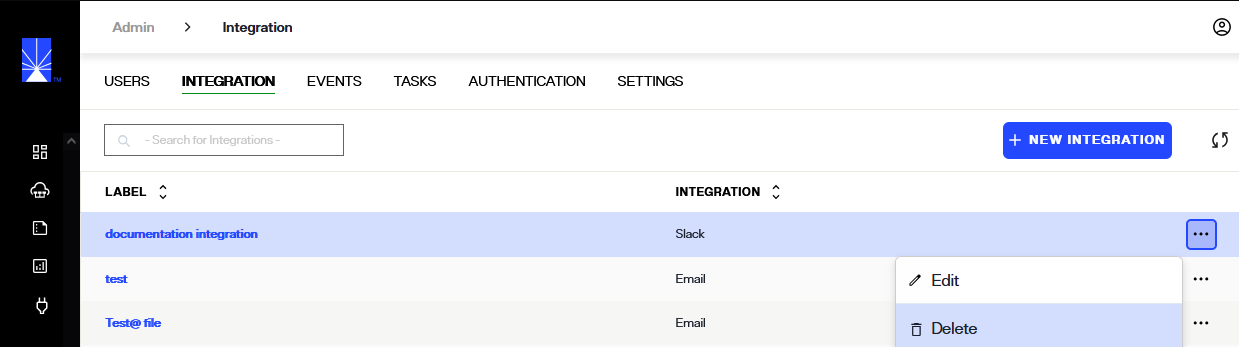 Admin > Integration
TM
USERS INTEGRATION EVENTS TASKS AUTHENTICATION SETTINGS
- Search for Integrations -
+ NEW INTEGRATION
LABEL INTEGRATION
documentation integration Slack ...
test Email ...
Edit
Test@ file Email ...
Delete